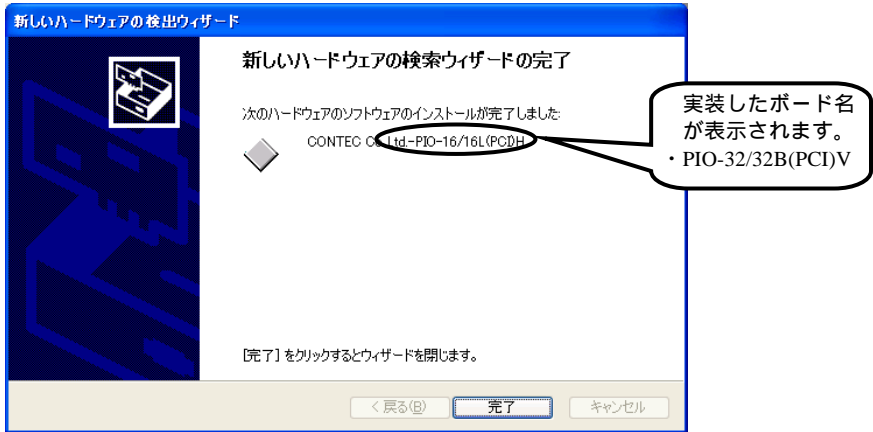 新しいハードウェアの検出ウィザード
新しいハードウェアの検索ウィザードの完了
次のハードウェアのソフトウェアのインストールが完了しました:
CONTEC Co.,Ltd.-PIO-16/16L(PCI)H
[完了] をクリックするとウィザードを閉じます。
< 戻る(B)
完了
キャンセル
実装したボード名
が表示されます。
・PIO-32/32B(PCI)V